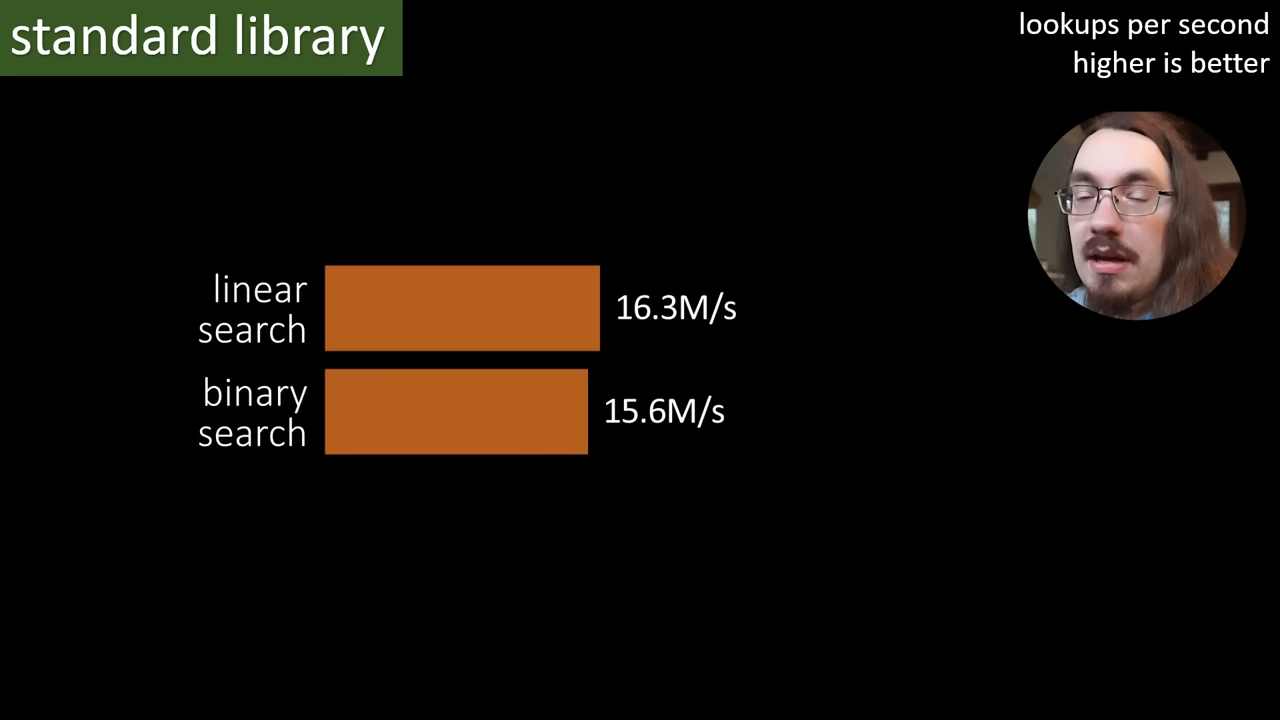 standard library
lookups per second
higher is better
linear
search
16.3M/s
binary
search
15.6M/s